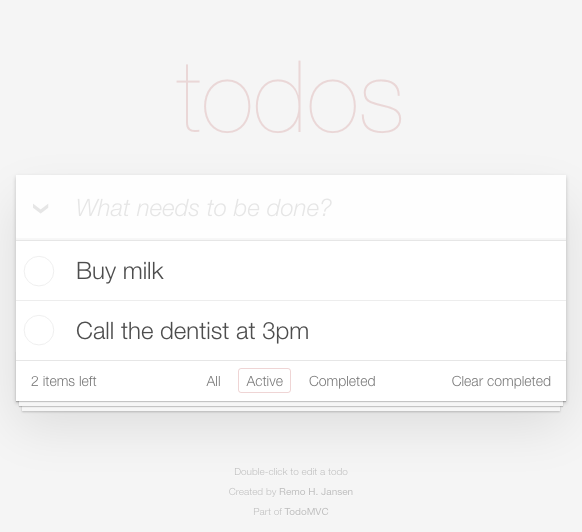 todos
What needs to be done?
Buy milk
Call the dentist at 3pm
2 items left All Active Completed Clear completed
Double-click to edit a todo
Created by Remo H. Jansen
Part of TodoMVC